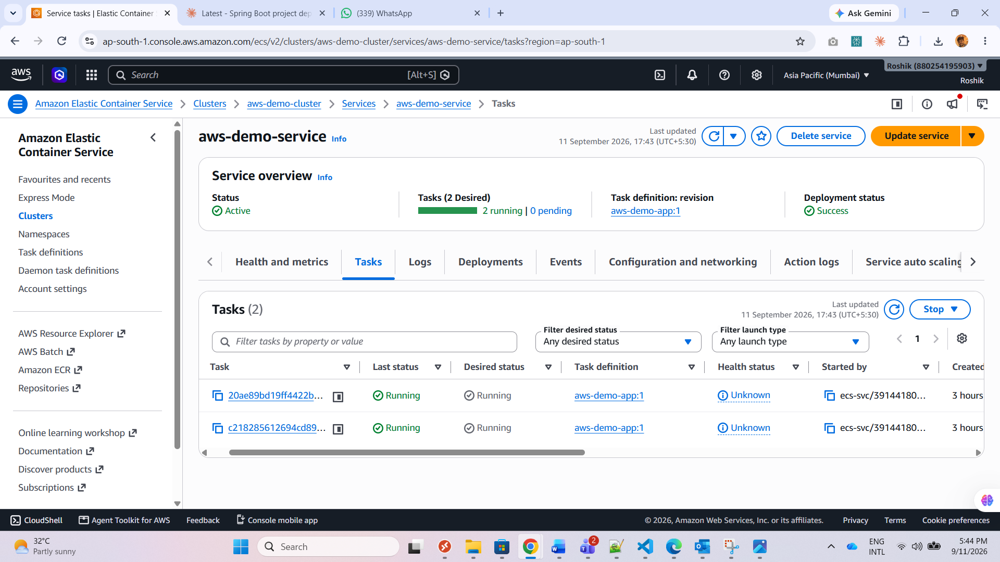 Service tasks | Elastic Container
Latest - Spring Boot project dep
(339) WhatsApp
Ask Gemini
ap-south-1.console.aws.amazon.com/ecs/v2/clusters/aws-demo-cluster/services/aws-demo-service/tasks?region=ap-south-1
aws
Search
[Alt+S]
Asia Pacific (Mumbai)
Roshik (880254195903)
Roshik
Amazon Elastic Container Service
Clusters
aws-demo-cluster
Services
aws-demo-service
Tasks
Amazon Elastic
Container Service
Favourites and recents
Express Mode
Clusters
Namespaces
Task definitions
Daemon task definitions
Account settings
AWS Resource Explorer
AWS Batch
Amazon ECR
Repositories
Online learning workshop
Documentation
Discover products
Subscriptions
aws-demo-service Info
Last updated
11 September 2026, 17:43 (UTC+5:30)
Delete service
Update service
Service overview Info
Status
Active
Tasks (2 Desired)
2 running | 0 pending
Task definition: revision
aws-demo-app:1
Deployment status
Success
Health and metrics
Tasks
Logs
Deployments
Events
Configuration and networking
Action logs
Service auto scaling
Tasks (2)
Last updated
11 September 2026, 17:43 (UTC+5:30)
Stop
Filter tasks by property or value
Filter desired status
Any desired status
Filter launch type
Any launch type
1
Task
Last status
Desired status
Task definition
Health status
Started by
Created
20ae89bd19ff4422b...
Running
Running
aws-demo-app:1
Unknown
ecs-svc/39144180...
3 hours
c218285612694cd89...
Running
Running
aws-demo-app:1
Unknown
ecs-svc/39144180...
3 hours
CloudShell
Agent Toolkit for AWS
Feedback
Console mobile app
© 2026, Amazon Web Services, Inc. or its affiliates.
Privacy
Terms
Cookie preferences
32°C
Partly sunny
Search
2
ENG
INTL
5:44 PM
9/11/2026